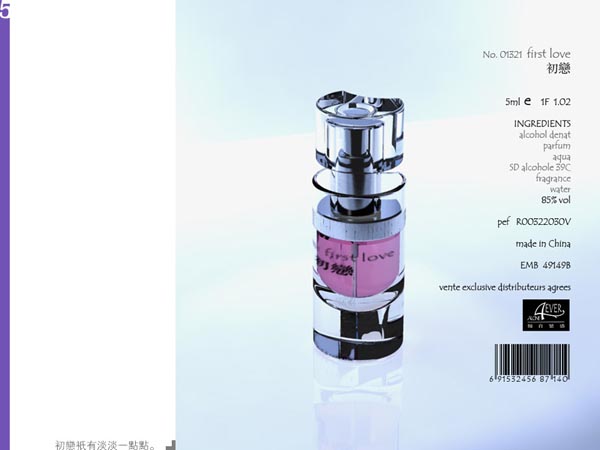 5
No. 01321 first love
初戀
5ml e 1F 1.02
INGREDIENTS
alcohol denat
parfum
aqua
SD alcohole 39C
fragrance
water
85% vol
pef R00322030V
made in China
EMB 49149B
vente exclusive distributeurs agrees
first love
初戀
4EVER
6 91532456 87 140
初戀衹有淡淡一點點。